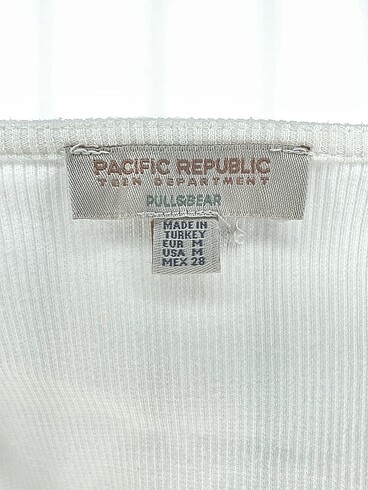 PACIFIC REPUBLIC
TEEN DEPARTMENT
PULL&BEAR
MADE IN
TURKEY
EUR M
USA M
MEX 28